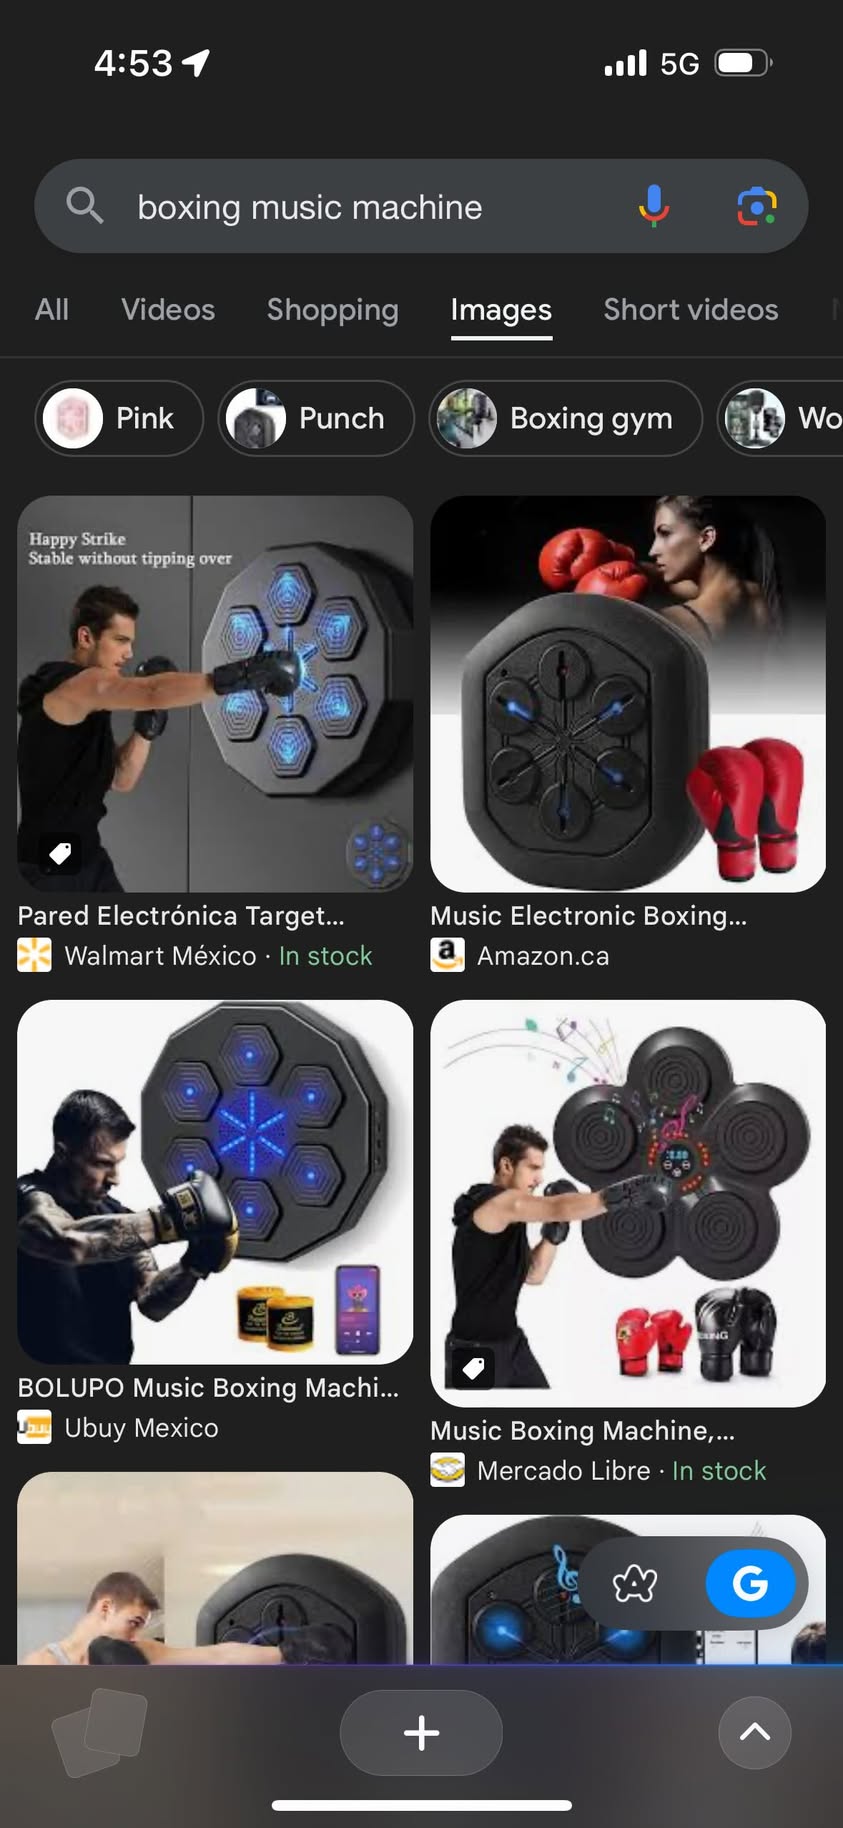 4:53
5G
boxing music machine
All
Videos
Shopping
Images
Short videos
Pink
Punch
Boxing gym
Wo
Happy Strike
Stable without tipping over
Pared Electrónica Target...
Walmart México · In stock
Music Electronic Boxing...
a
Amazon.ca
BOLUPO Music Boxing Machi...
Ubuy Mexico
Music Boxing Machine,...
Mercado Libre · In stock
G